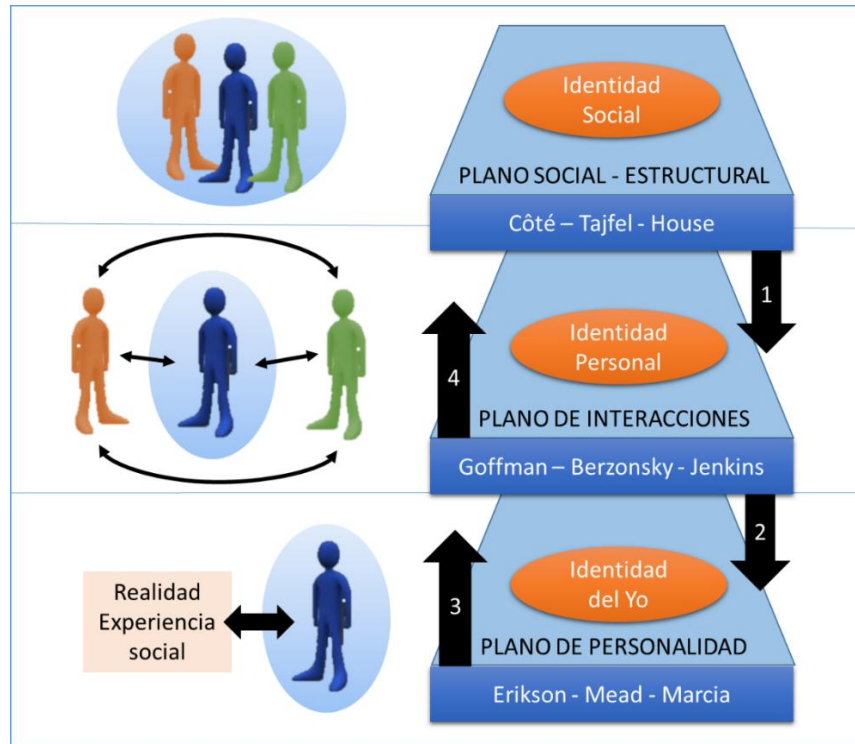 Identidad
Social
PLANO SOCIAL - ESTRUCTURAL
Côté – Tajfel - House
1
Identidad
Personal
4
PLANO DE INTERACCIONES
Goffman – Berzonsky - Jenkins
2
Realidad
Experiencia
social
Identidad
del Yo
3
PLANO DE PERSONALIDAD
Erikson - Mead - Marcia